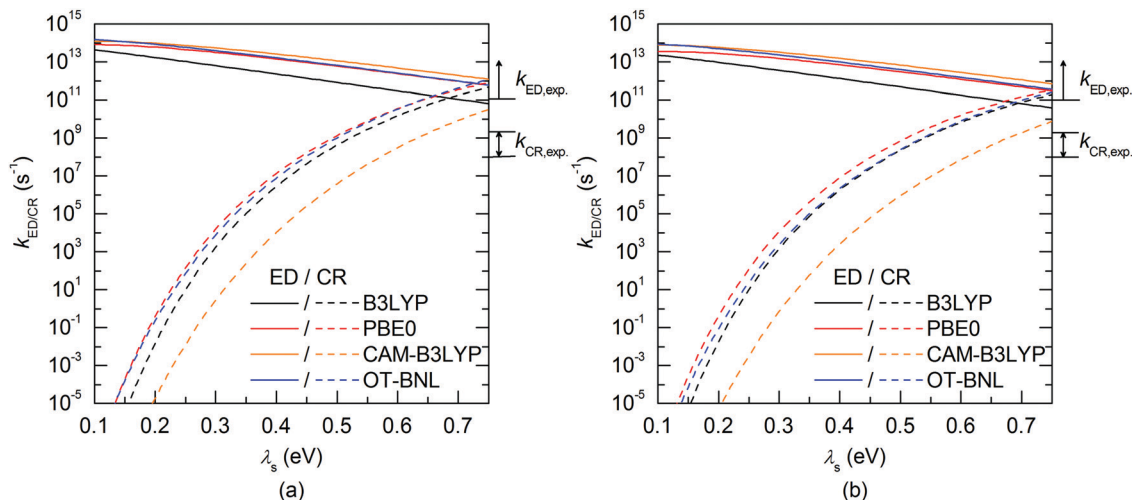 10^15
10^13
10^11
10^9
10^7
10^5
10^3
10^1
10^-1
10^-3
10^-5
k_ED/CR (s^-1)
k_ED,exp.
k_CR,exp.
ED / CR
/ B3LYP
/ PBE0
/ CAM-B3LYP
/ OT-BNL
0.1 0.2 0.3 0.4 0.5 0.6 0.7
λ_s (eV)
(a)
10^15
10^13
10^11
10^9
10^7
10^5
10^3
10^1
10^-1
10^-3
10^-5
k_ED/CR (s^-1)
k_ED,exp.
k_CR,exp.
ED / CR
/ B3LYP
/ PBE0
/ CAM-B3LYP
/ OT-BNL
0.1 0.2 0.3 0.4 0.5 0.6 0.7
λ_s (eV)
(b)